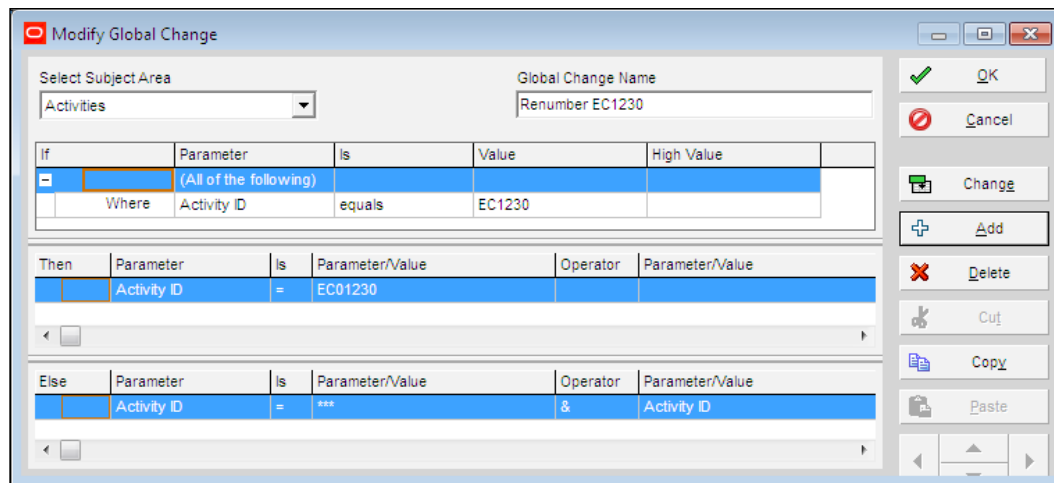 Modify Global Change
Select Subject Area Global Change Name
Activities Renumber EC1230
If Parameter Is Value High Value
(All of the following)
Where Activity ID equals EC1230
Then Parameter Is Parameter/Value Operator Parameter/Value
Activity ID = EC01230
Else Parameter Is Parameter/Value Operator Parameter/Value
Activity ID = *** & Activity ID
OK
Cancel
Change
Add
Delete
Cut
Copy
Paste